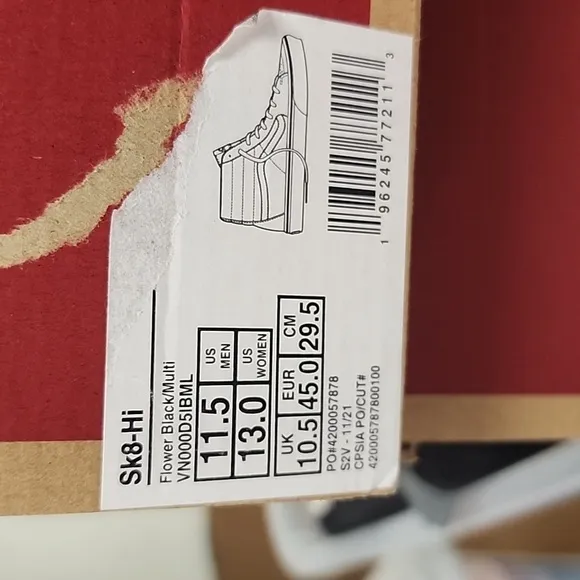 Sk8-Hi
Flower Black/Multi
VN000D5IBML
11.5 US MEN
13.0 US WOMEN
UK EUR CM
10.5 45.0 29.5
PO#4200057878
S2V - 11/21
CPSIA PO/CUT#
420005787800100
1 96245 77211 3